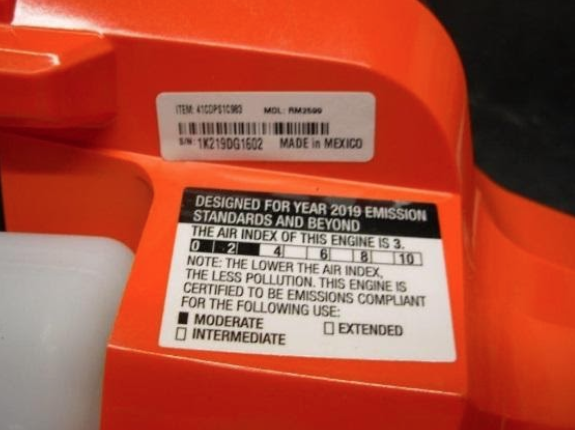 ITEM: 41CDPS1C983 MDL: RM2599
S/N: 1K219DG1602 MADE in MEXICO
DESIGNED FOR YEAR 2019 EMISSION
STANDARDS AND BEYOND
THE AIR INDEX OF THIS ENGINE IS 3.
0 2 4 6 8 10
NOTE: THE LOWER THE AIR INDEX,
THE LESS POLLUTION. THIS ENGINE IS
CERTIFIED TO BE EMISSIONS COMPLIANT
FOR THE FOLLOWING USE:
MODERATE EXTENDED
INTERMEDIATE